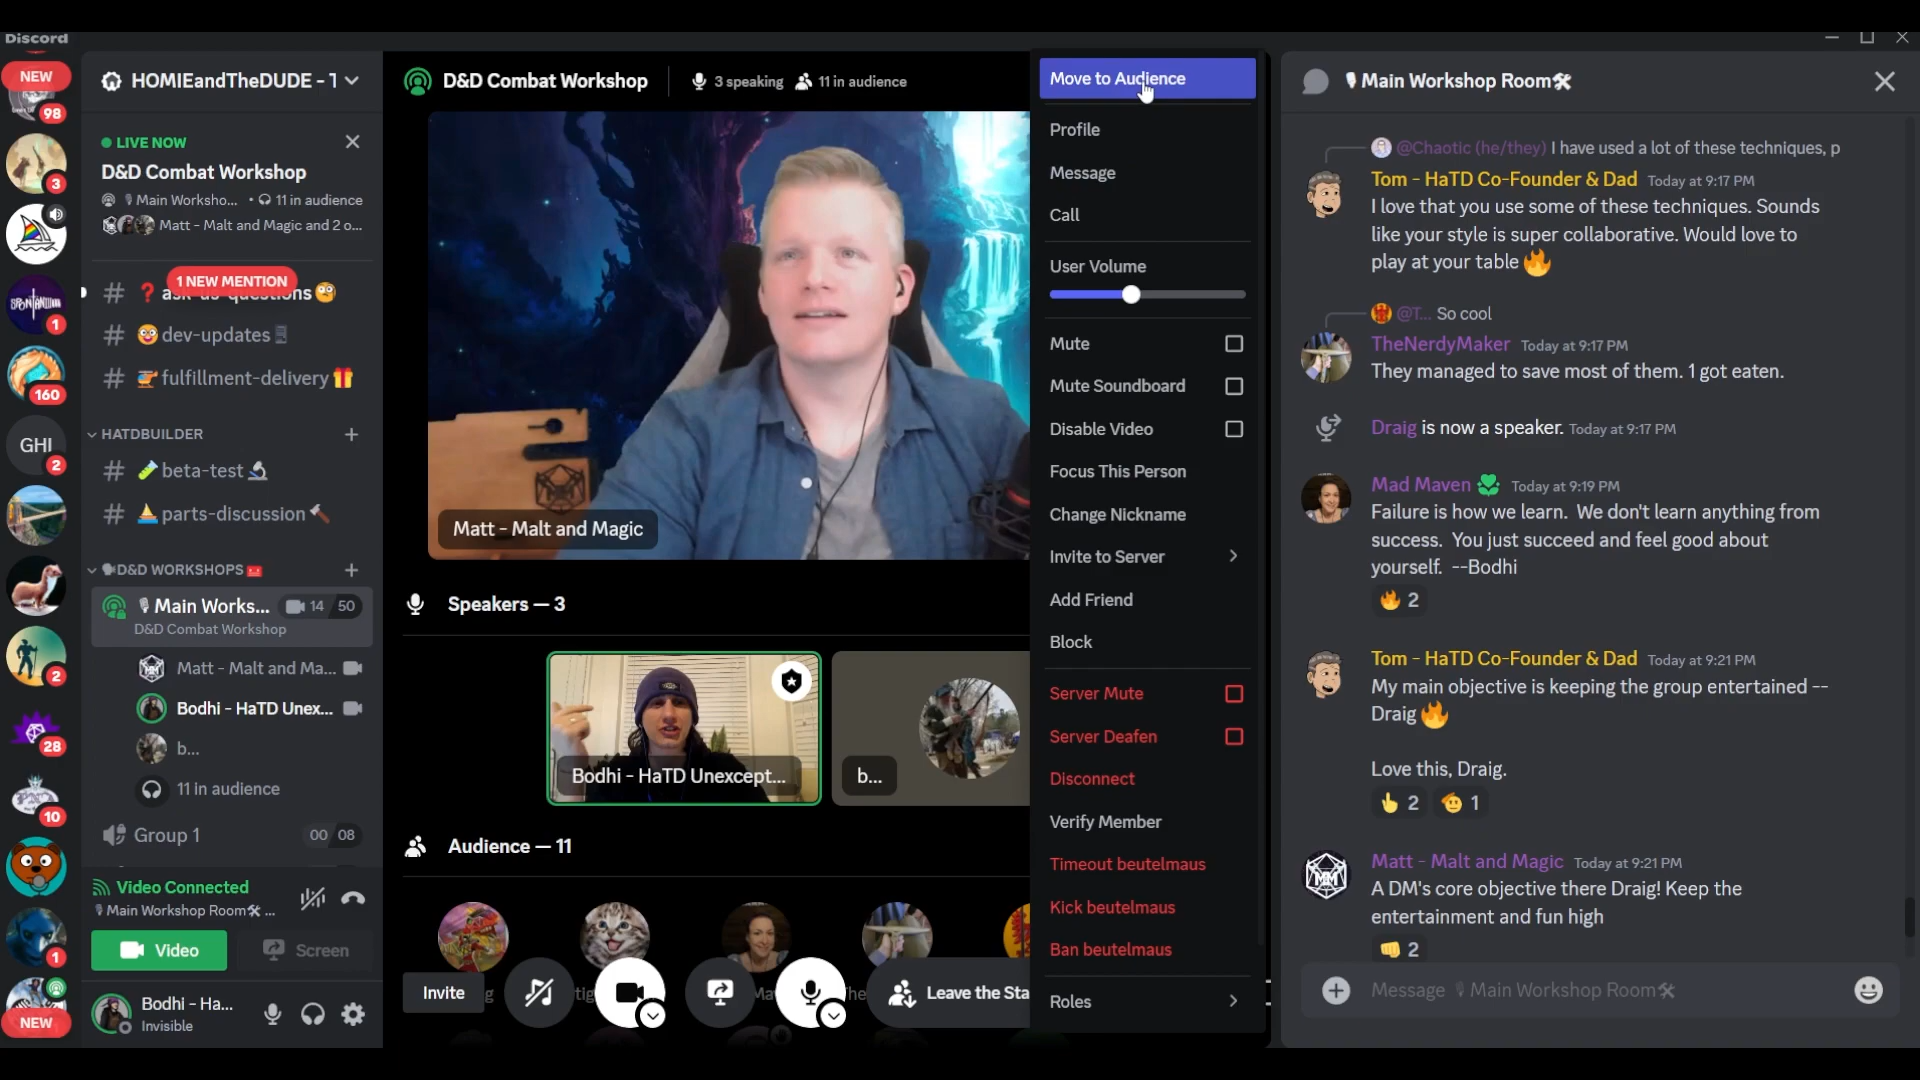 Discord
NEW
98
3
1
160
GHI
2
2
28
10
1
NEW
HOMIEandTheDUDE - T
LIVE NOW
D&D Combat Workshop
Main Worksho... • 11 in audience
Matt - Malt and Magic and 2 o...
1 NEW MENTION
# ask-us-questions
# dev-updates
# fulfillment-delivery
HATDBUILDER
# beta-test
# parts-discussion
D&D WORKSHOPS
Main Works... 14 50
D&D Combat Workshop
Matt - Malt and Ma...
Bodhi - HaTD Unex...
b...
11 in audience
Group 1 00 08
Video Connected
Main Workshop Room ...
Video
Screen
Bodhi - Ha...
Invisible
D&D Combat Workshop
3 speaking 11 in audience
Matt - Malt and Magic
Speakers — 3
Bodhi - HaTD Unexcept...
b...
Audience — 11
Invite
Leave the Sta
Move to Audience
Profile
Message
Call
User Volume
Mute
Mute Soundboard
Disable Video
Focus This Person
Change Nickname
Invite to Server
Add Friend
Block
Server Mute
Server Deafen
Disconnect
Verify Member
Timeout beutelmaus
Kick beutelmaus
Ban beutelmaus
Roles
Main Workshop Room
@Chaotic (he/they) I have used a lot of these techniques, p
Tom - HaTD Co-Founder & Dad Today at 9:17 PM
I love that you use some of these techniques. Sounds
like your style is super collaborative. Would love to
play at your table
@T... So cool
TheNerdyMaker Today at 9:17 PM
They managed to save most of them. 1 got eaten.
Draig is now a speaker. Today at 9:17 PM
Mad Maven Today at 9:19 PM
Failure is how we learn. We don't learn anything from
success. You just succeed and feel good about
yourself. --Bodhi
2
Tom - HaTD Co-Founder & Dad Today at 9:21 PM
My main objective is keeping the group entertained --
Draig
Love this, Draig.
2 1
Matt - Malt and Magic Today at 9:21 PM
A DM's core objective there Draig! Keep the
entertainment and fun high
2
Message Main Workshop Room